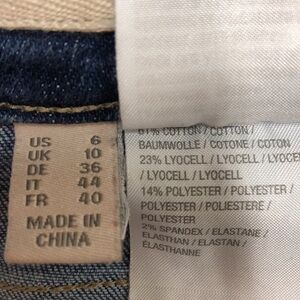 US 6
UK 10
DE 36
IT 44
FR 40
MADE IN
CHINA
61% COTTON / COTTON /
BAUMWOLLE / COTONE / COTON
23% LYOCELL / LYOCELL / LYOCE
/ LYOCELL / LYOCELL
14% POLYESTER / POLYESTER /
POLYESTER / POLIESTERE /
POLYESTER
2% SPANDEX / ELASTANE /
ELASTHAN / ELASTAN /
ELASTHANNE